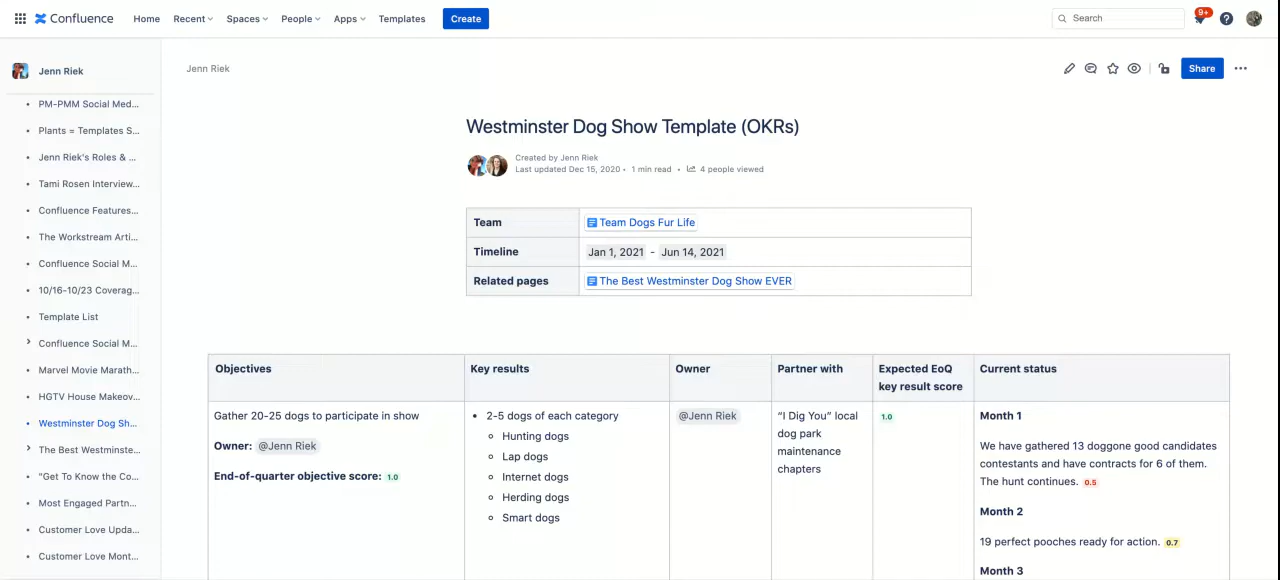 Confluence
Home
Recent
Spaces
People
Apps
Templates
Create
Search
9+
Jenn Riek
PM-PMM Social Med...
Plants = Templates S...
Jenn Riek's Roles & ...
Tami Rosen Interview...
Confluence Features...
The Workstream Arti...
Confluence Social M...
10/16-10/23 Coverag...
Template List
Confluence Social M...
Marvel Movie Marath...
HGTV House Makeov...
Westminster Dog Sh...
The Best Westminste...
"Get To Know the Co...
Most Engaged Partn...
Customer Love Upda...
Customer Love Mont...
Jenn Riek
Share
Westminster Dog Show Template (OKRs)
Created by Jenn Riek
Last updated Dec 15, 2020 • 1 min read • 4 people viewed
Team
Team Dogs Fur Life
Timeline
Jan 1, 2021 - Jun 14, 2021
Related pages
The Best Westminster Dog Show EVER
Objectives
Key results
Owner
Partner with
Expected EoQ
key result score
Current status
Gather 20-25 dogs to participate in show
Owner: @Jenn Riek
End-of-quarter objective score: 1.0
• 2-5 dogs of each category
Hunting dogs
Lap dogs
Internet dogs
Herding dogs
Smart dogs
@Jenn Riek
“I Dig You” local
dog park
maintenance
chapters
1.0
Month 1
We have gathered 13 doggone good candidates
contestants and have contracts for 6 of them.
The hunt continues. 0.5
Month 2
19 perfect pooches ready for action. 0.7
Month 3